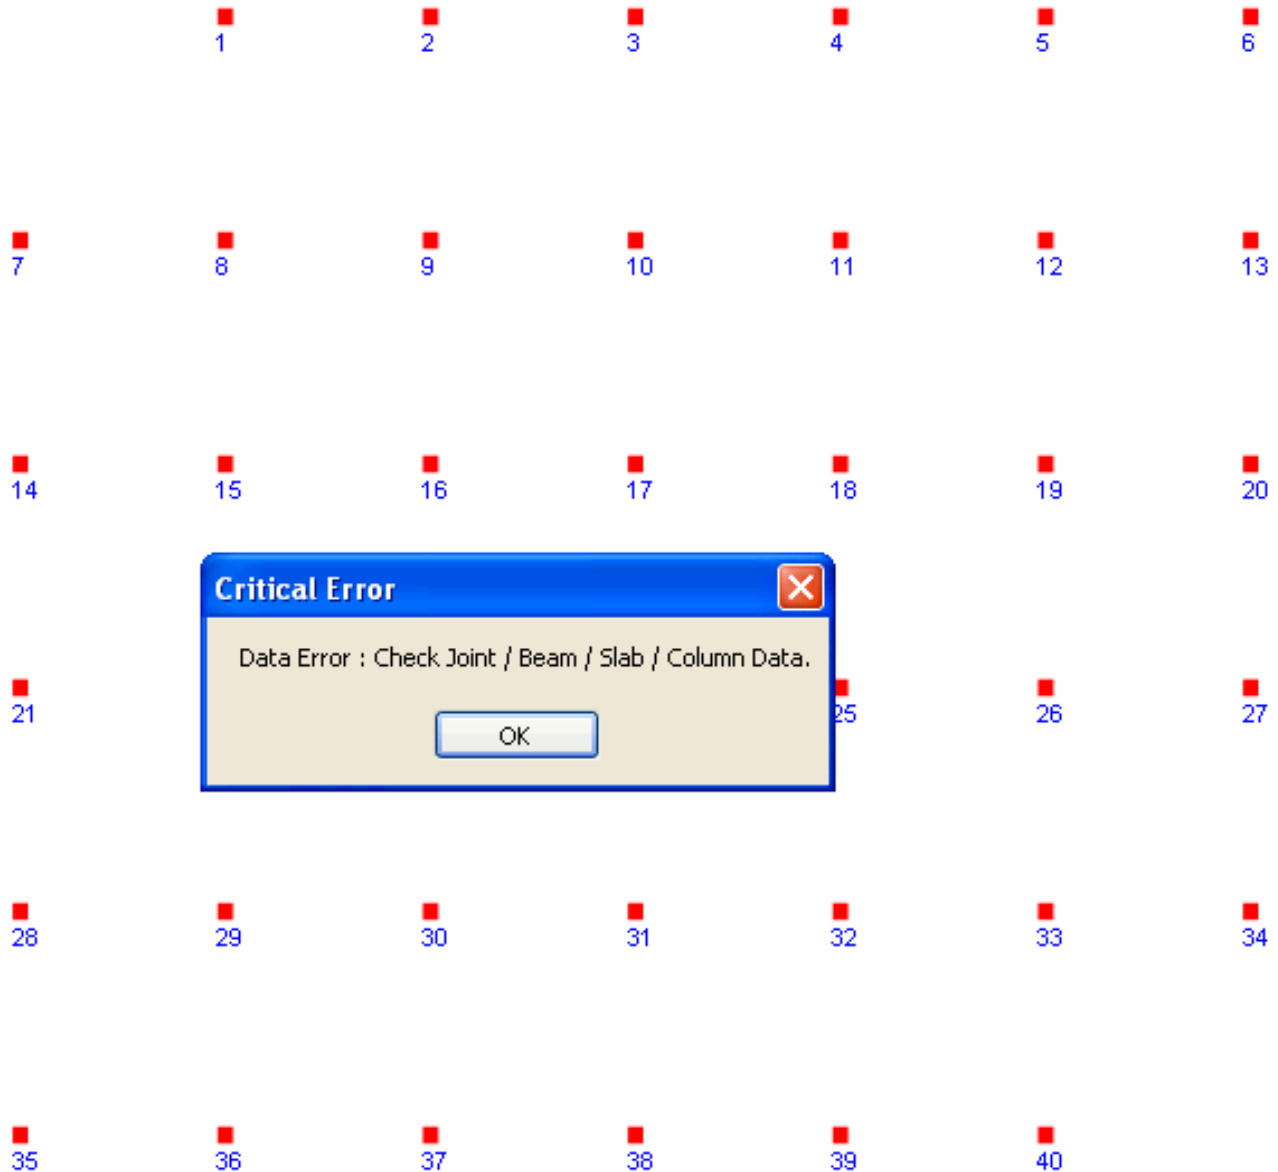 1 2 3 4 5 6
7 8 9 10 11 12 13
14 15 16 17 18 19 20
Critical Error
Data Error : Check Joint / Beam / Slab / Column Data.
21 25 26 27
OK
28 29 30 31 32 33 34
35 36 37 38 39 40